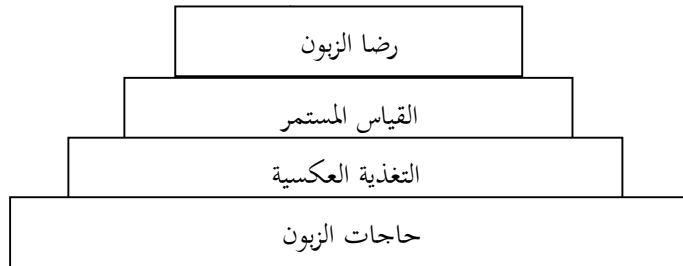 رضا الزبون
القياس المستمر
التغذية العكسية
حاجات الزبون